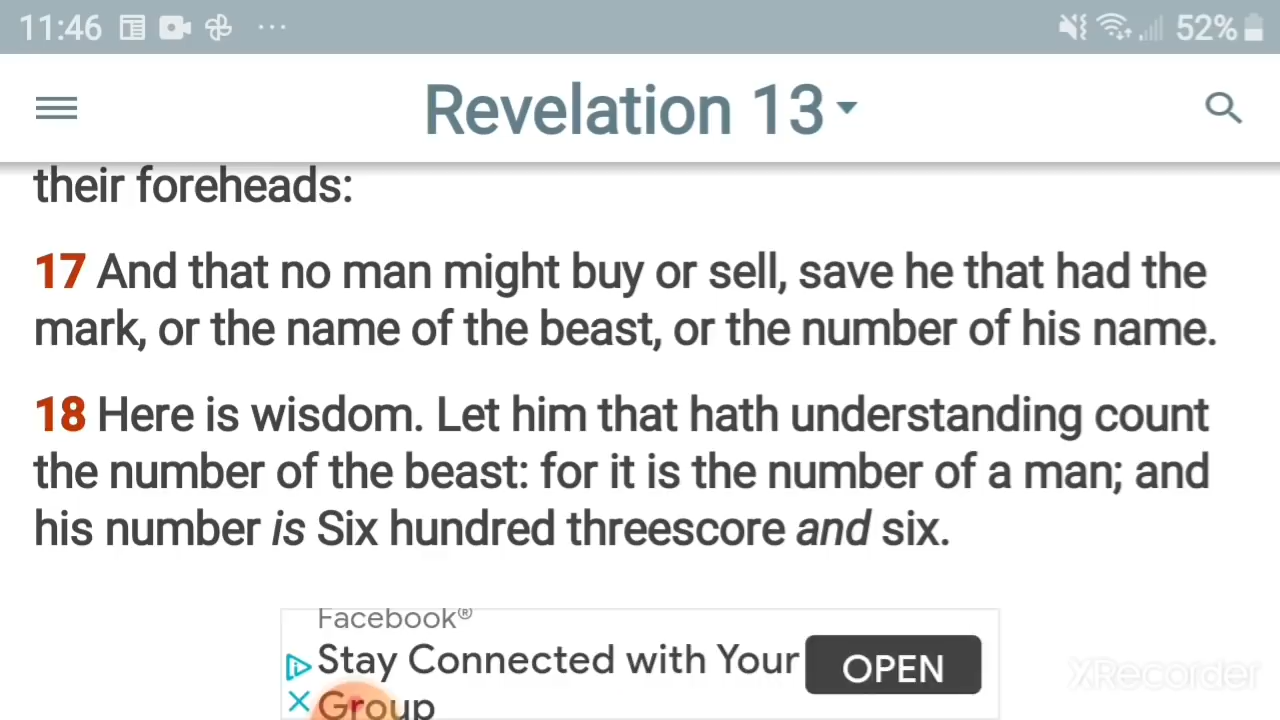 11:46 ... 52%
Revelation 13
their foreheads:
17 And that no man might buy or sell, save he that had the
mark, or the name of the beast, or the number of his name.
18 Here is wisdom. Let him that hath understanding count
the number of the beast: for it is the number of a man; and
his number is Six hundred threescore and six.
Facebook®
Stay Connected with Your
Group
OPEN
XRecorder